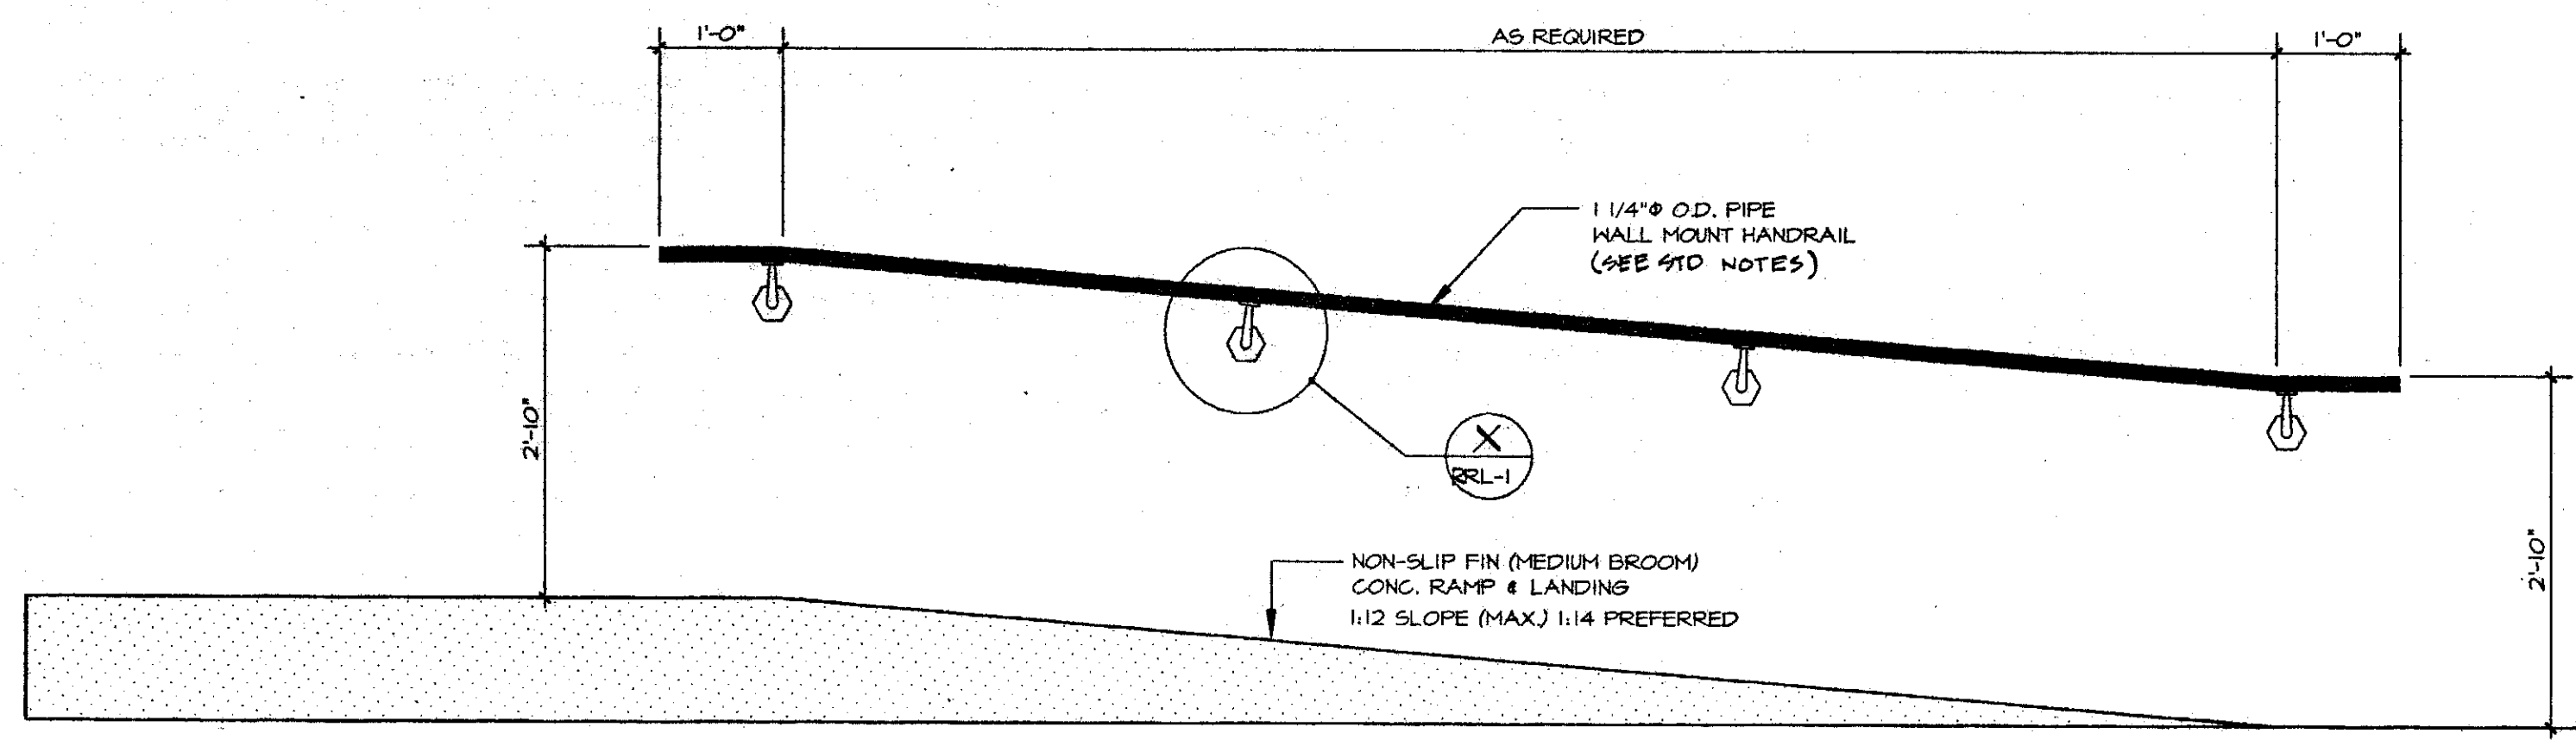 1'-0"
AS REQUIRED
1'-0"
1 1/4"Φ O.D. PIPE
WALL MOUNT HANDRAIL
(SEE STD NOTES)
2'-10"
X
RRL-1
NON-SLIP FIN (MEDIUM BROOM)
CONC. RAMP & LANDING
1:12 SLOPE (MAX.) 1:14 PREFERRED
2'-10"